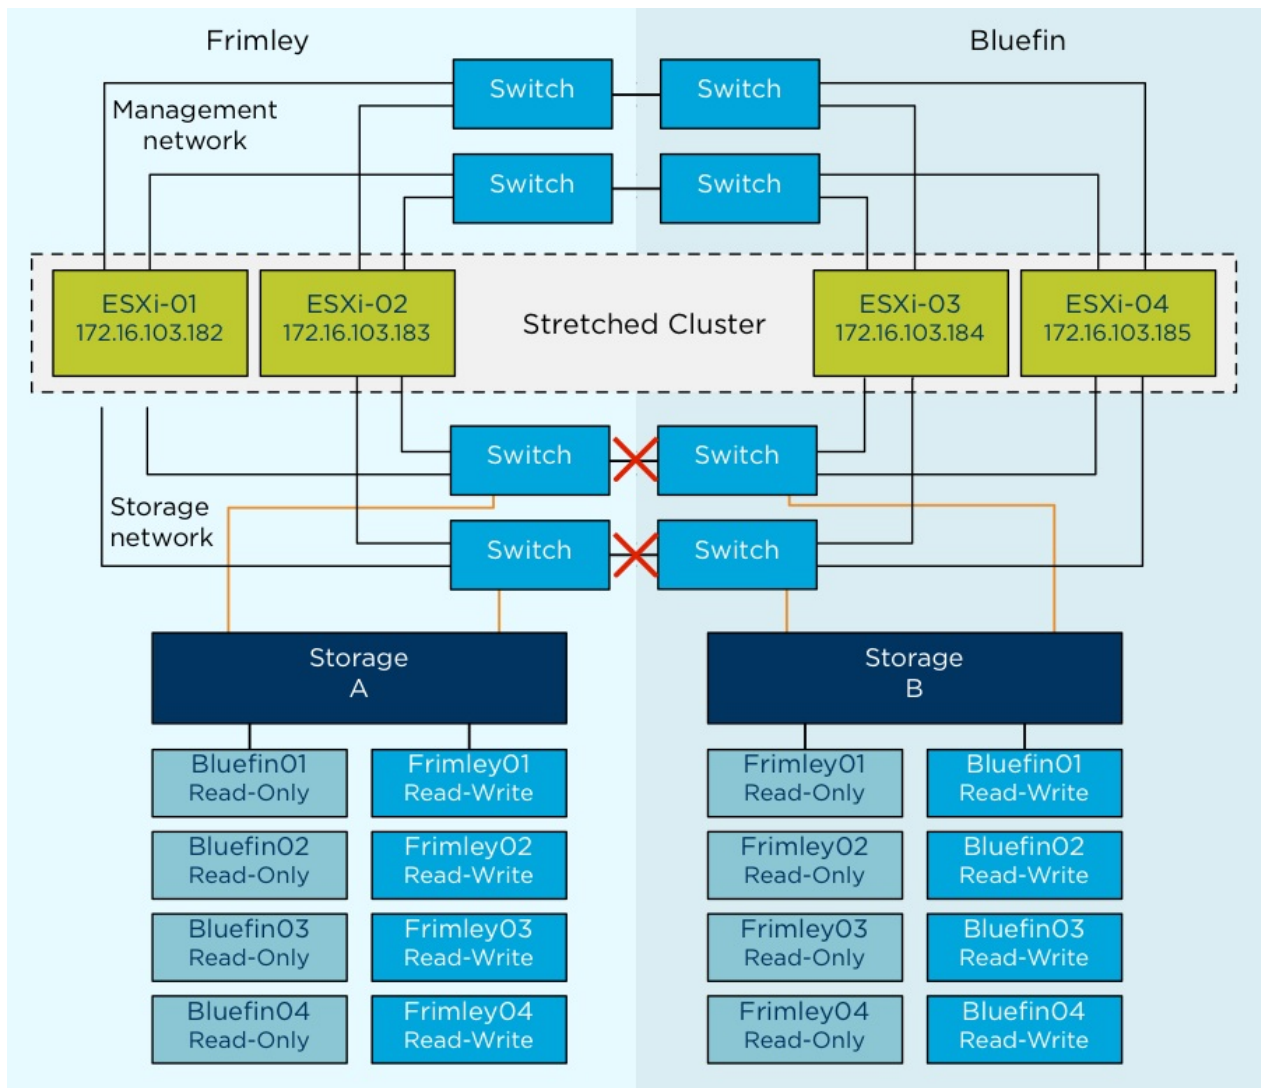 Frimley
Bluefin
Management
network
Switch
Switch
Switch
Switch
ESXi-01
172.16.103.182
ESXi-02
172.16.103.183
Stretched Cluster
ESXi-03
172.16.103.184
ESXi-04
172.16.103.185
Switch
Switch
Storage
network
Switch
Switch
Storage
A
Storage
B
Bluefin01
Read-Only
Frimley01
Read-Write
Frimley01
Read-Only
Bluefin01
Read-Write
Bluefin02
Read-Only
Frimley02
Read-Write
Frimley02
Read-Only
Bluefin02
Read-Write
Bluefin03
Read-Only
Frimley03
Read-Write
Frimley03
Read-Only
Bluefin03
Read-Write
Bluefin04
Read-Only
Frimley04
Read-Write
Frimley04
Read-Only
Bluefin04
Read-Write